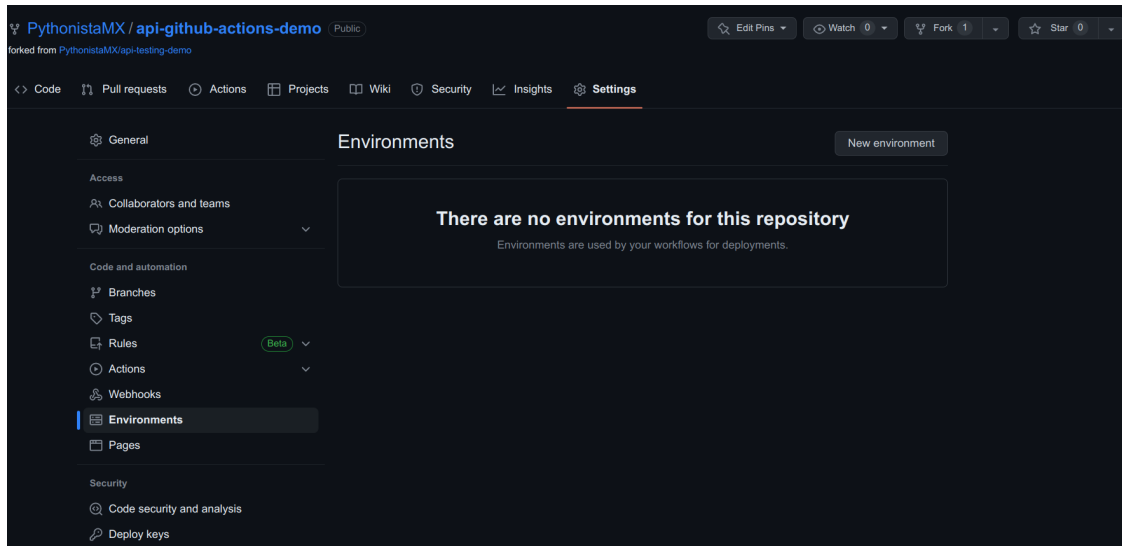 PythonistaMX / api-github-actions-demo Public
Edit Pins Watch 0 Fork 1 Star 0
forked from PythonistaMX/api-testing-demo
Code Pull requests Actions Projects Wiki Security Insights Settings
General
Environments
New environment
Access
Collaborators and teams
Moderation options
There are no environments for this repository
Environments are used by your workflows for deployments.
Code and automation
Branches
Tags
Rules Beta
Actions
Webhooks
Environments
Pages
Security
Code security and analysis
Deploy keys